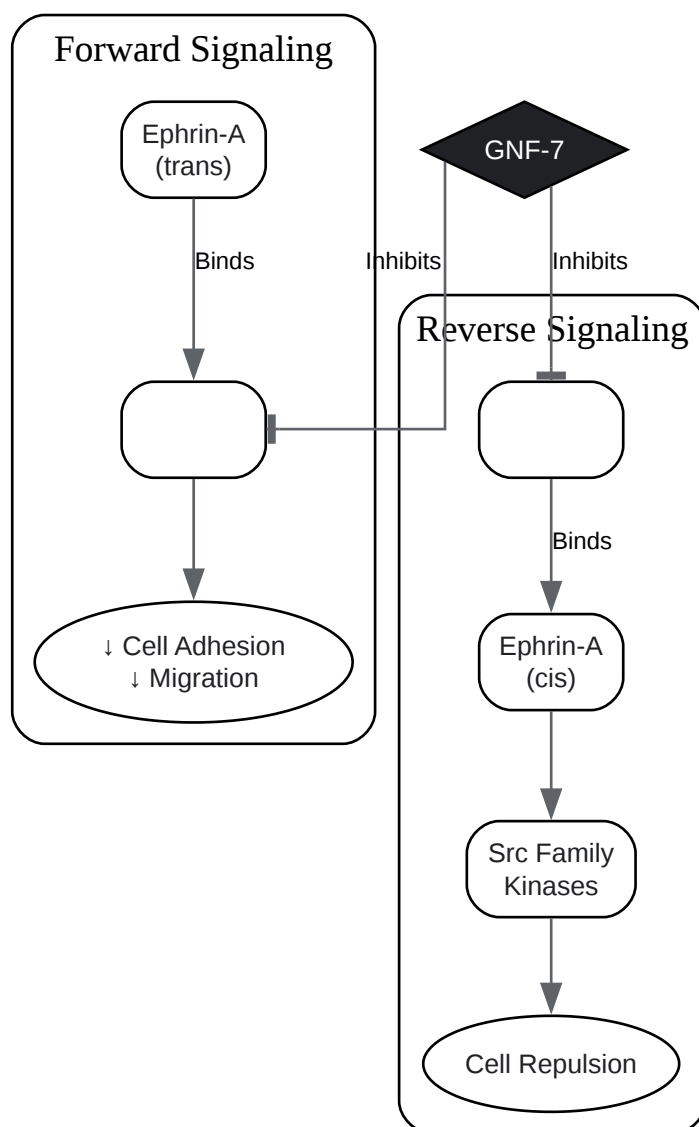 Forward Signaling
Ephrin-A
(trans)
GNF-7
Binds
Inhibits
Inhibits
Reverse Signaling
Binds
↓ Cell Adhesion
↓ Migration
Ephrin-A
(cis)
Src Family
Kinases
Cell Repulsion